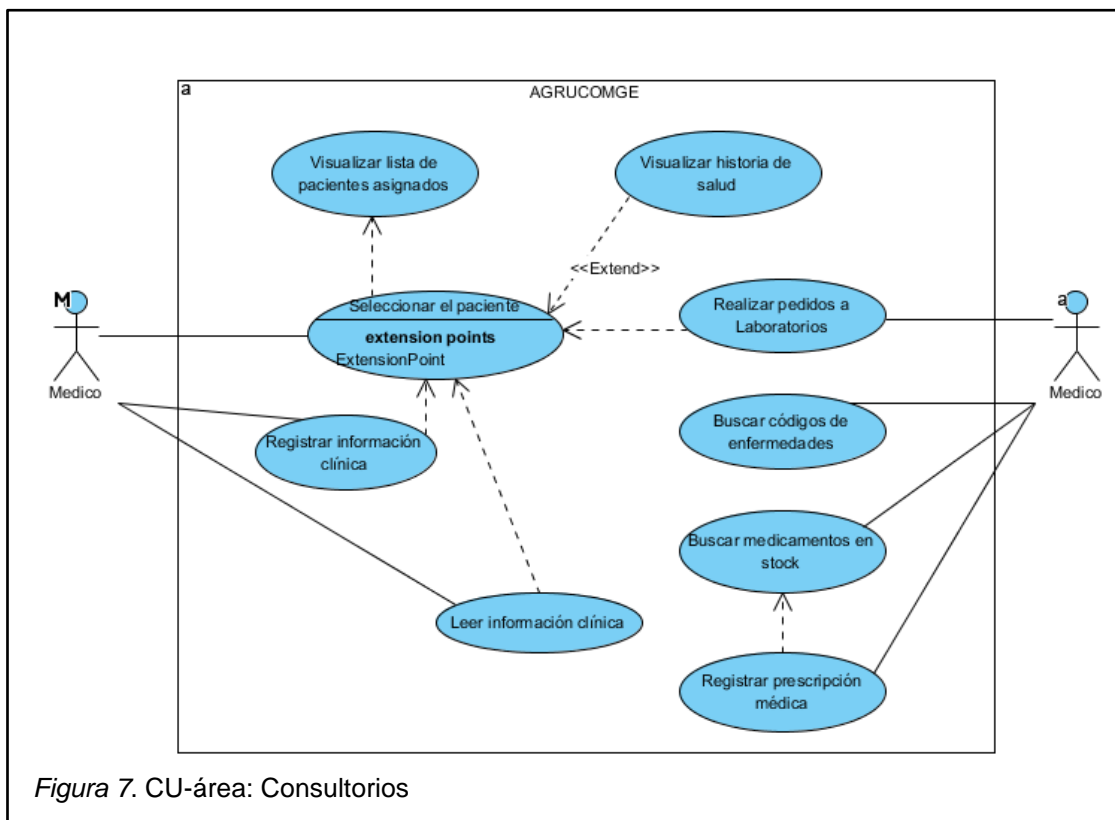 a
AGRUCOMGE
Visualizar lista de
pacientes asignados
Visualizar historia de
salud
<<Extend>>
M
Medico
Seleccionar el paciente
extension points
ExtensionPoint
Realizar pedidos a
Laboratorios
a
Medico
Registrar información
clínica
Buscar códigos de
enfermedades
Buscar medicamentos en
stock
Leer información clínica
Registrar prescripción
médica
Figura 7. CU-área: Consultorios